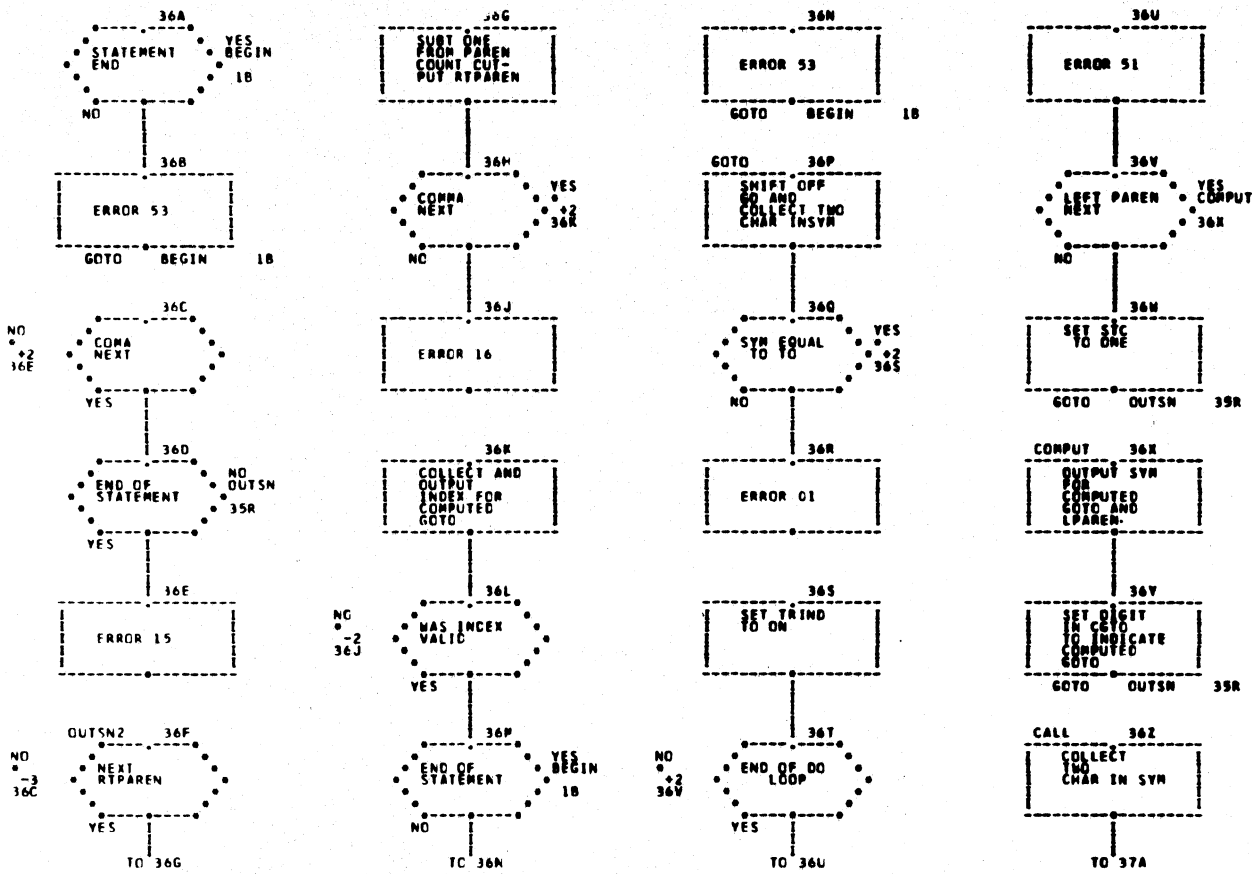 36A
STATEMENT
END
YES
BEGIN
1B
NO
36B
ERROR 53
GOTO BEGIN 1B
36C
NO
+2
36E
COMA
NEXT
YES
36D
END OF
STATEMENT
NO
OUTSN
35R
YES
36E
ERROR 15
OUTSN2 36F
NO
-3
36C
NEXT
RTPAREN
YES
TO 36G
36G
SUBT ONE
FROM PAREN
COUNT OUT-
PUT RTPAREN
36H
COMMA
NEXT
YES
+2
36K
NO
36J
ERROR 16
36K
COLLECT AND
OUTPUT
INDEX FOR
COMPUTED
GOTO
36L
NO
-2
36J
WAS INDEX
VALID
YES
36M
END OF
STATEMENT
YES
BEGIN
1B
NO
TO 36N
36N
ERROR 53
GOTO BEGIN 1B
GOTO 36P
SHIFT OFF
GO AND
COLLECT TWO
CHAR INSYM
36Q
SYM EQUAL
TO TO
YES
+2
36S
NO
36R
ERROR 01
36S
SET TRIND
TO ON
36T
NO
+2
36V
END OF DO
LOOP
YES
TO 36U
36U
ERROR 51
36V
LEFT PAREN
NEXT
YES
COMPUT
36X
NO
36W
SET STC
TO ONE
GOTO OUTSN 35R
COMPUT 36X
OUTPUT SYM
FOR
COMPUTED
GOTO AND
LPAREN.
36Y
SET DIGIT
IN CGTO
TO INDICATE
COMPUTED
GOTO
GOTO OUTSN 35R
CALL 36Z
COLLECT
TWO
CHAR IN SYM
TO 37A